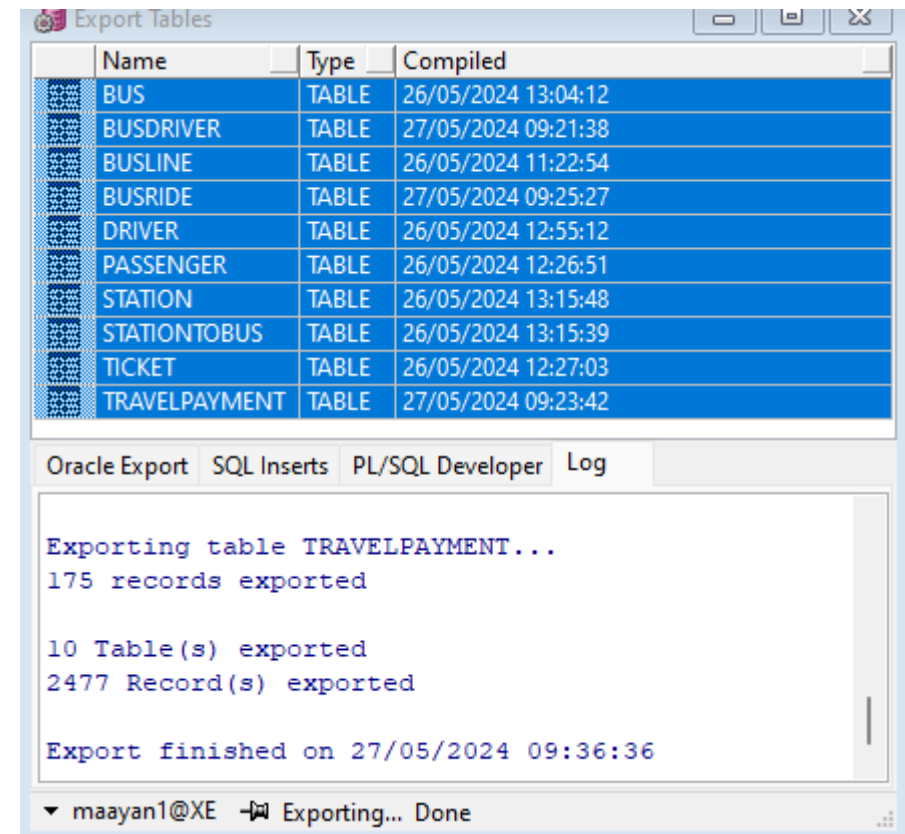 Export Tables
Name Type Compiled
BUS TABLE 26/05/2024 13:04:12
BUSDRIVER TABLE 27/05/2024 09:21:38
BUSLINE TABLE 26/05/2024 11:22:54
BUSRIDE TABLE 27/05/2024 09:25:27
DRIVER TABLE 26/05/2024 12:55:12
PASSENGER TABLE 26/05/2024 12:26:51
STATION TABLE 26/05/2024 13:15:48
STATIONTOBUS TABLE 26/05/2024 13:15:39
TICKET TABLE 26/05/2024 12:27:03
TRAVELPAYMENT TABLE 27/05/2024 09:23:42
Oracle Export SQL Inserts PL/SQL Developer Log
Exporting table TRAVELPAYMENT...
175 records exported
10 Table(s) exported
2477 Record(s) exported
Export finished on 27/05/2024 09:36:36
maayan1@XE Exporting... Done